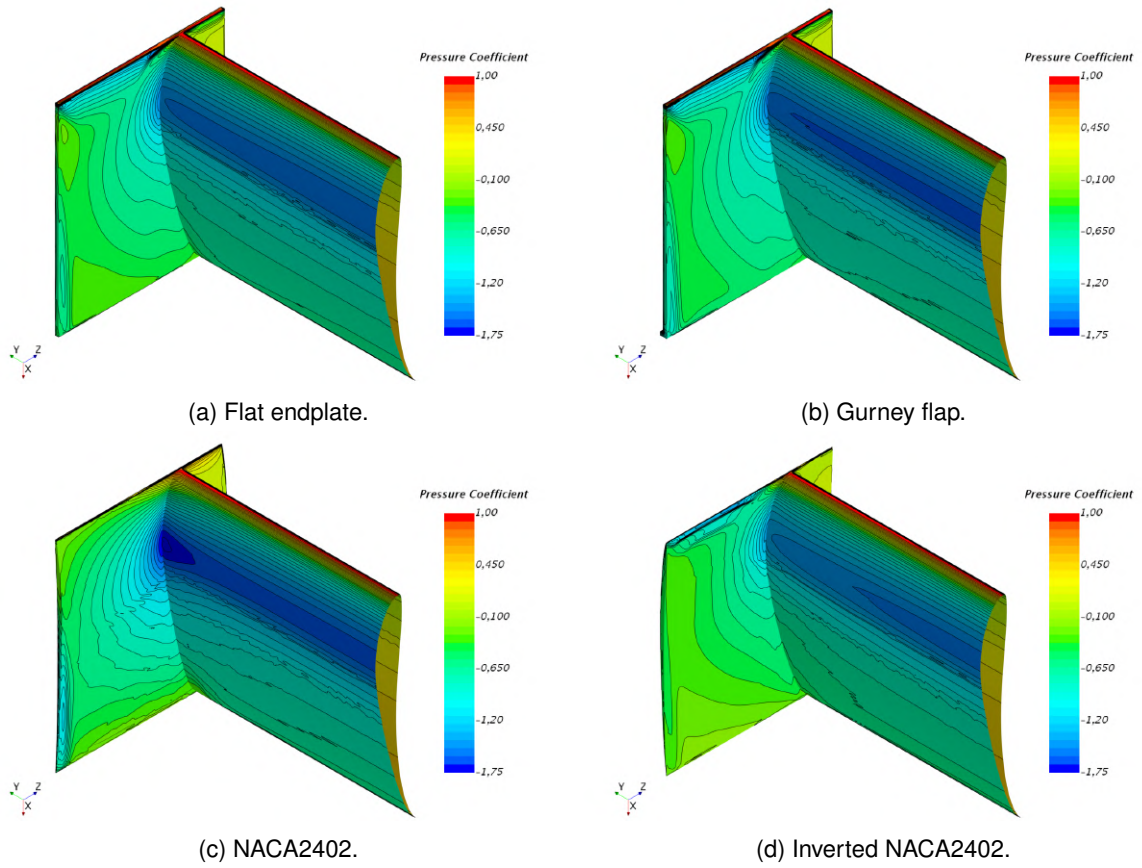 Pressure Coefficient
1,00
0,450
-0,100
-0,650
-1,20
-1,75
Y Z
X
(a) Flat endplate.
Pressure Coefficient
1,00
0,450
-0,100
-0,650
-1,20
-1,75
Y Z
X
(b) Gurney flap.
Pressure Coefficient
1,00
0,450
-0,100
-0,650
-1,20
-1,75
Y Z
X
(c) NACA2402.
Pressure Coefficient
1,00
0,450
-0,100
-0,650
-1,20
-1,75
Y Z
X
(d) Inverted NACA2402.